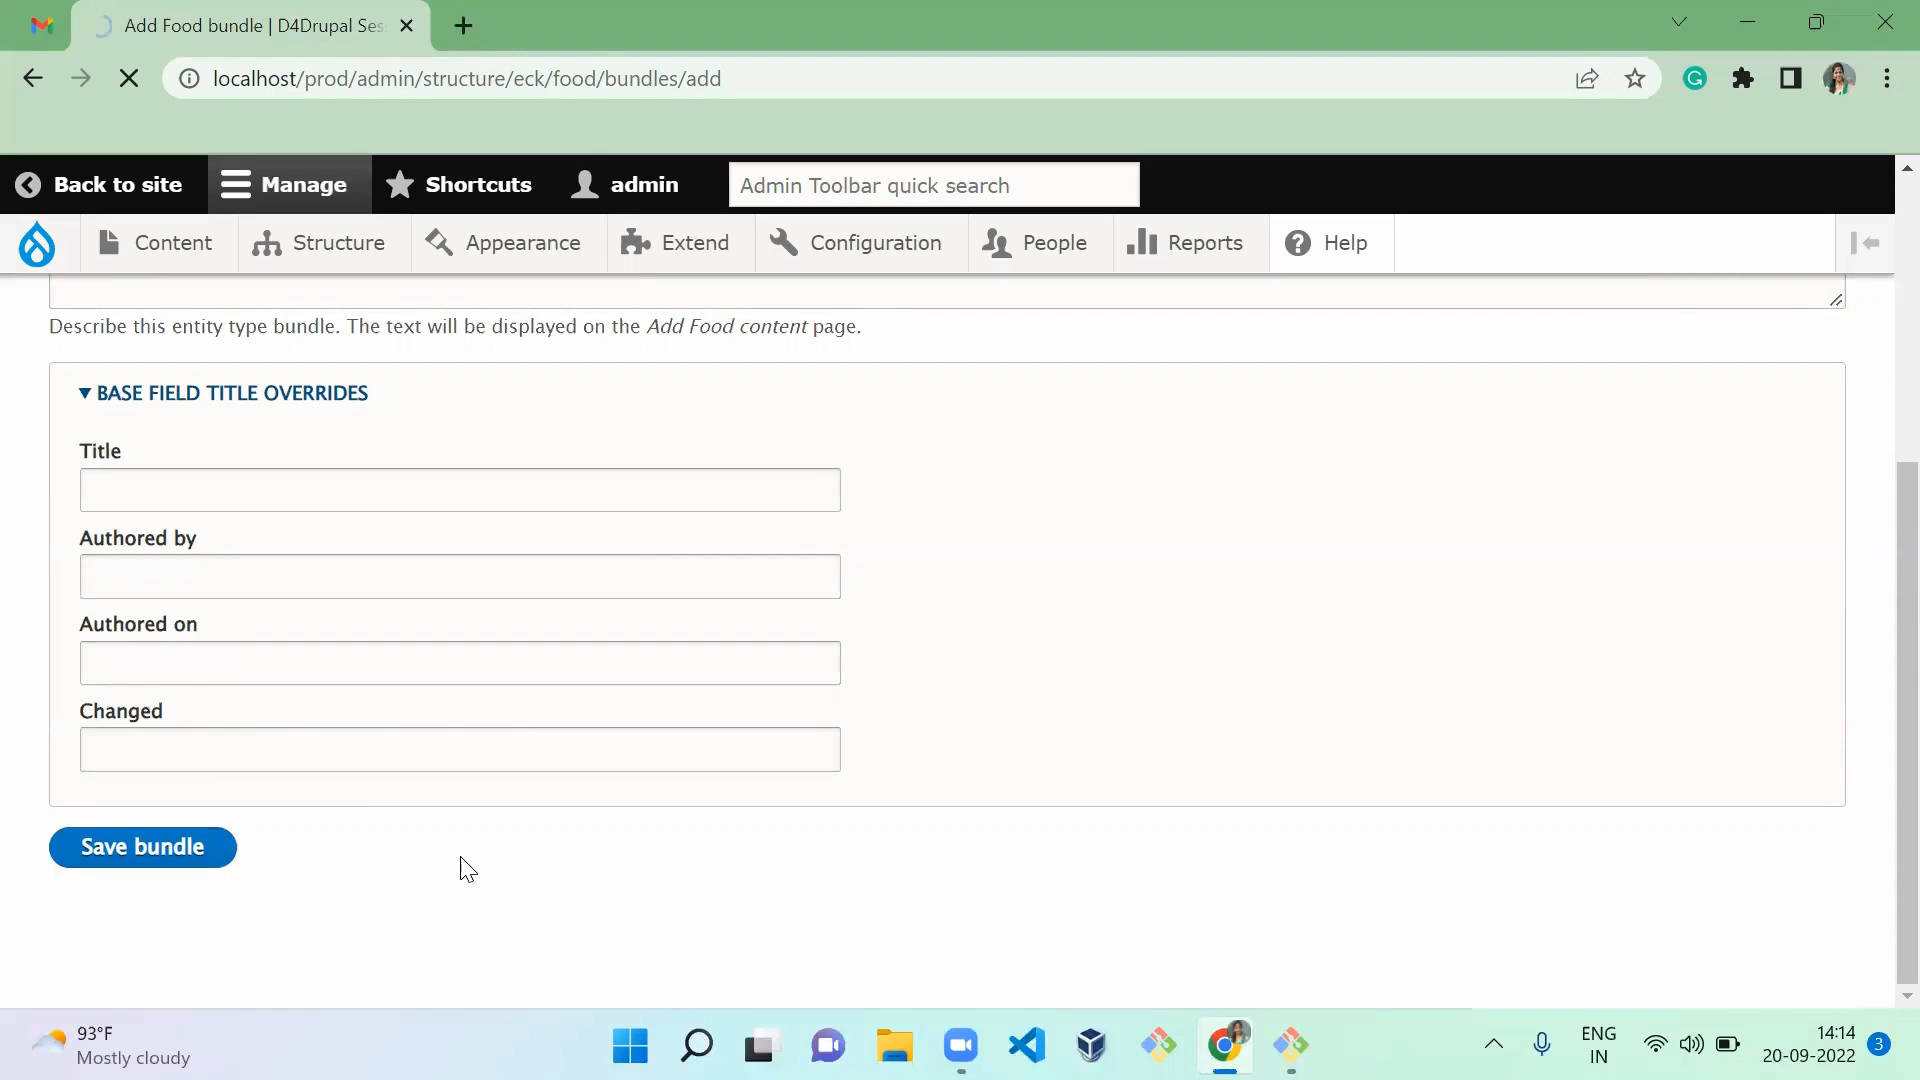 Add Food bundle | D4Drupal Ses
localhost/prod/admin/structure/eck/food/bundles/add
Back to site
Manage
Shortcuts
admin
Admin Toolbar quick search
Content
Structure
Appearance
Extend
Configuration
People
Reports
Help
Describe this entity type bundle. The text will be displayed on the Add Food content page.
BASE FIELD TITLE OVERRIDES
Title
Authored by
Authored on
Changed
Save bundle
93°F
Mostly cloudy
ENG
IN
14:14
20-09-2022
3